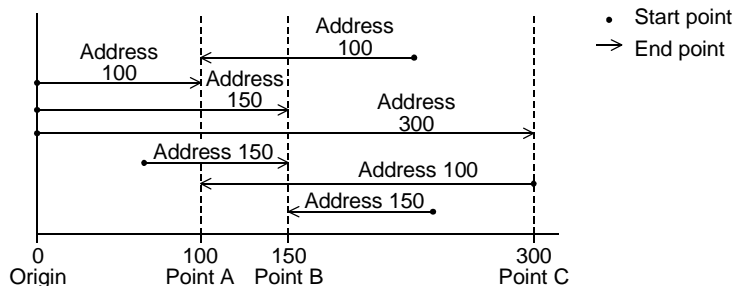 Start point
End point
Address
100
Address
100
Address
150
Address
300
Address 150
Address 100
Address 150
0
100
150
300
Origin
Point A
Point B
Point C